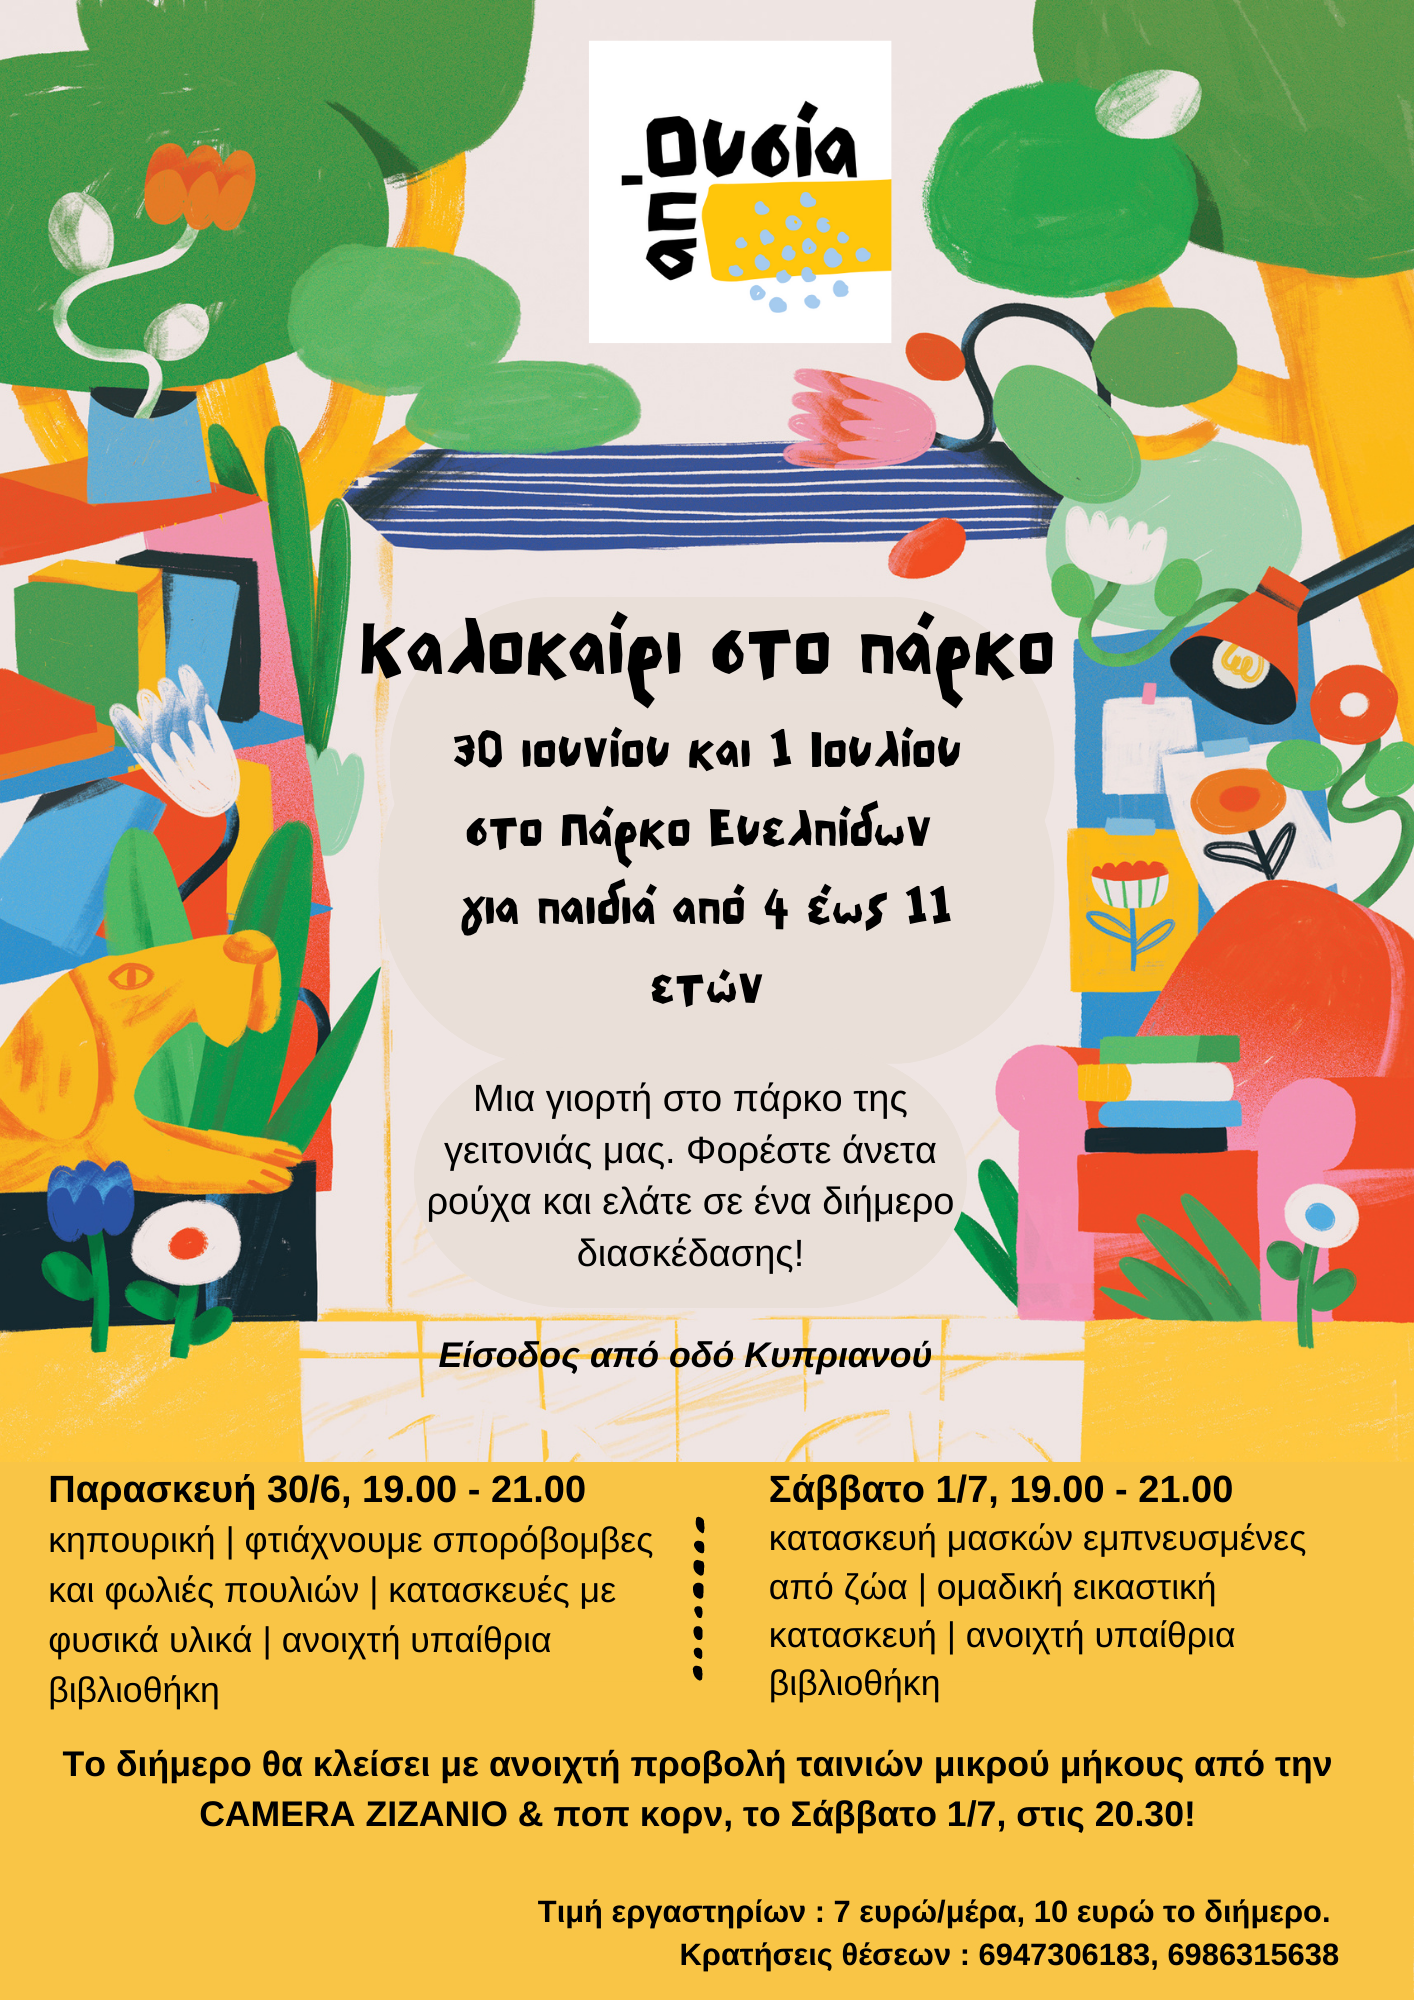 Ουσία
-απ
Καλοκαίρι στο πάρκο
30 ιουνίου και 1 Ιουλίου
στο Πάρκο Ευελπίδων
για παιδιά από 4 έως 11
ετών
Μια γιορτή στο πάρκο της
γειτονιάς μας. Φορέστε άνετα
ρούχα και ελάτε σε ένα διήμερο
διασκέδασης!
Είσοδος από οδό Κυπριανού
Παρασκευή 30/6, 19.00 - 21.00
κηπουρική | φτιάχνουμε σπορόβομβες
και φωλιές πουλιών | κατασκευές με
φυσικά υλικά | ανοιχτή υπαίθρια
βιβλιοθήκη
Σάββατο 1/7, 19.00 - 21.00
κατασκευή μασκών εμπνευσμένες
από ζώα | ομαδική εικαστική
κατασκευή | ανοιχτή υπαίθρια
βιβλιοθήκη
Το διήμερο θα κλείσει με ανοιχτή προβολή ταινιών μικρού μήκους από την
CAMERA ZIZANIO & ποπ κορν, το Σάββατο 1/7, στις 20.30!
Τιμή εργαστηρίων : 7 ευρώ/μέρα, 10 ευρώ το διήμερο.
Κρατήσεις θέσεων : 6947306183, 6986315638